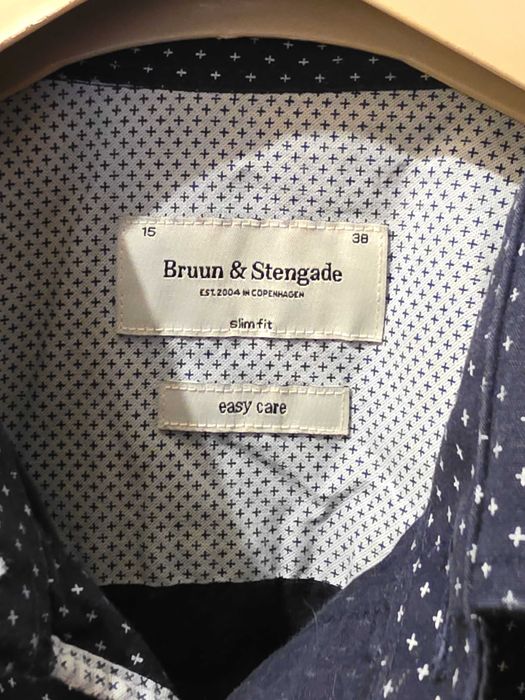 15 38
Bruun & Stengade
EST. 2004 IN COPENHAGEN
slim fit
easy care